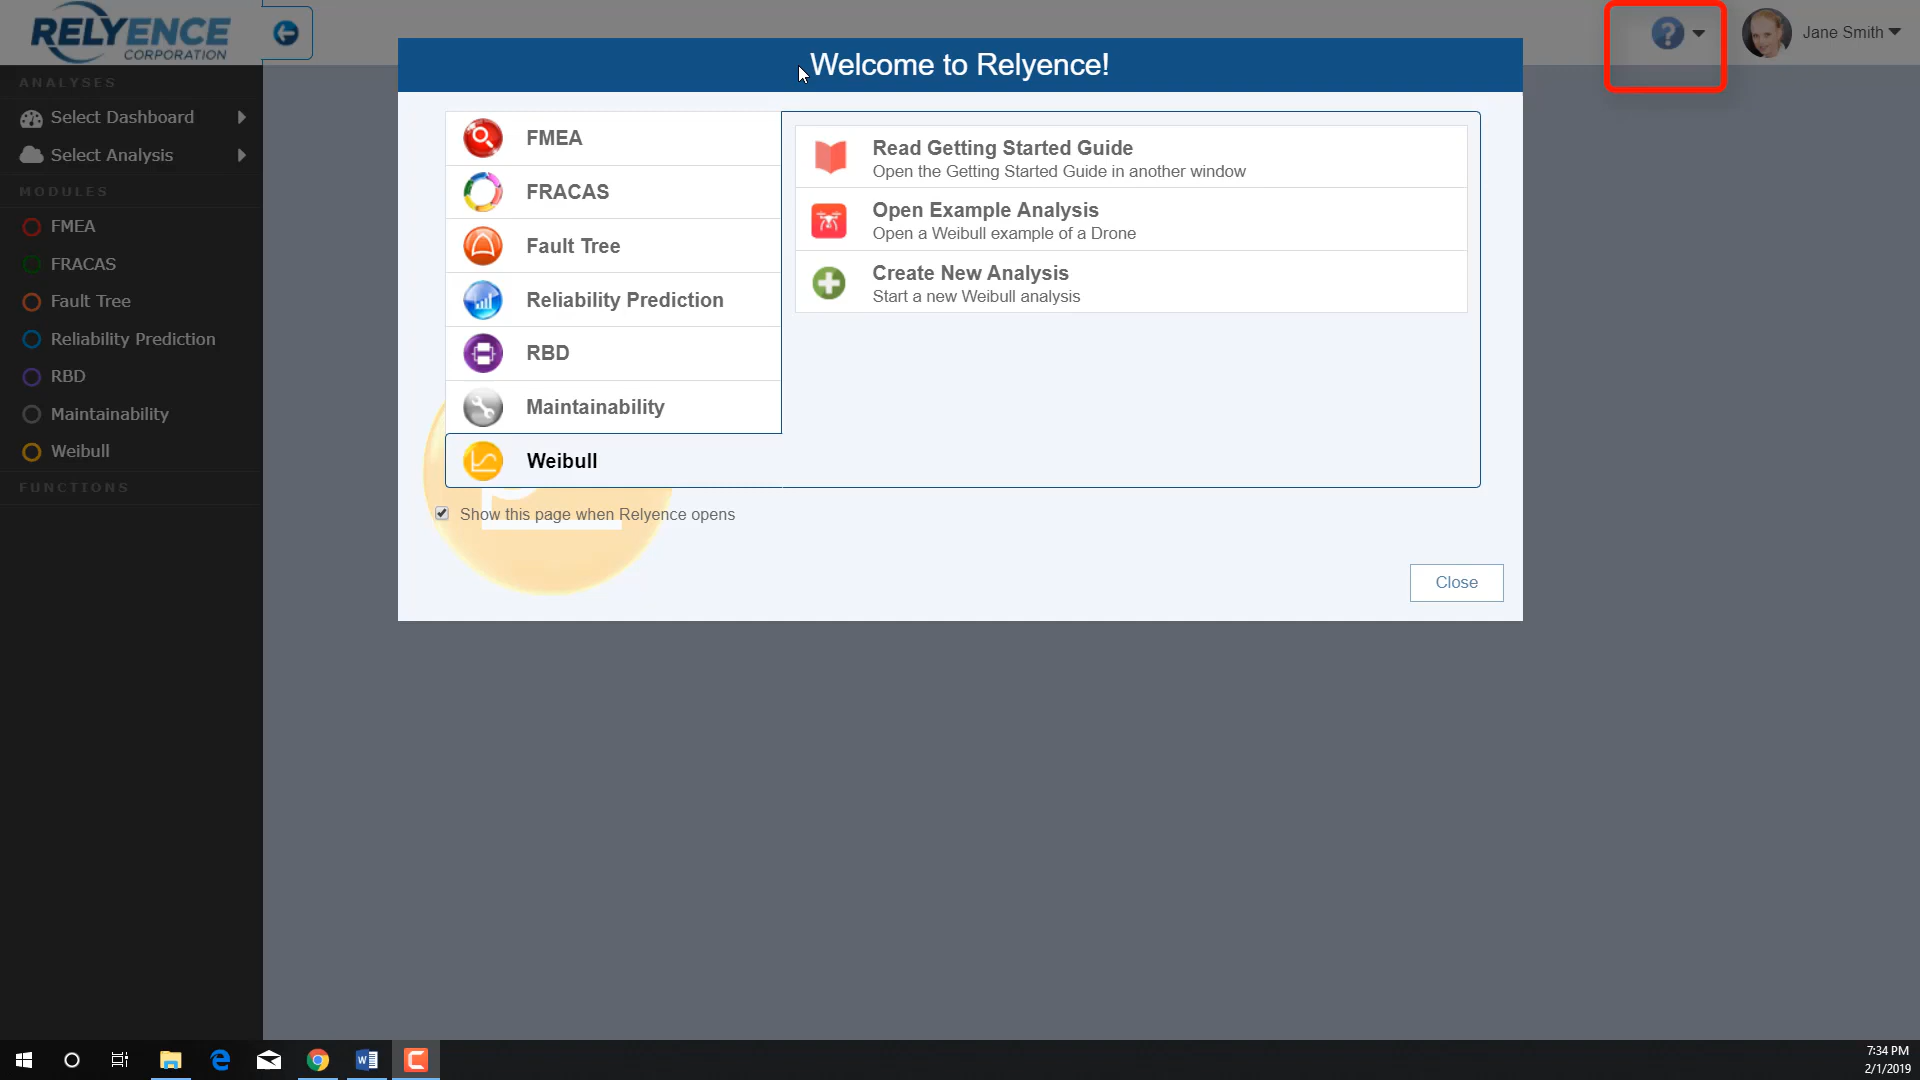 RELYENCE
CORPORATION
?
Jane Smith
ANALYSES
Select Dashboard
Select Analysis
MODULES
FMEA
FRACAS
Fault Tree
Reliability Prediction
RBD
Maintainability
Weibull
FUNCTIONS
Welcome to Relyence!
FMEA
FRACAS
Fault Tree
Reliability Prediction
RBD
Maintainability
Weibull
Read Getting Started Guide
Open the Getting Started Guide in another window
Open Example Analysis
Open a Weibull example of a Drone
Create New Analysis
Start a new Weibull analysis
Show this page when Relyence opens
Close
7:34 PM
2/1/2019